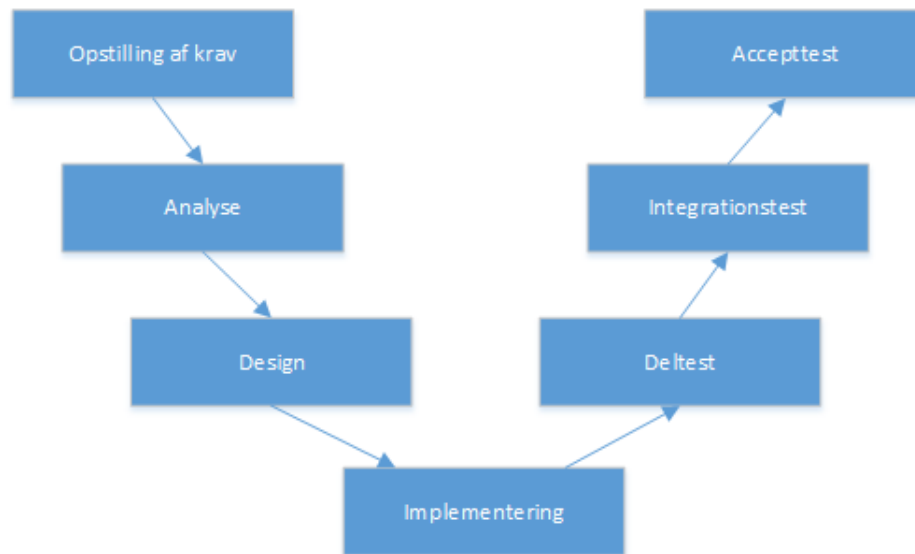 Opstilling af krav
Accepttest
Analyse
Integrationstest
Design
Deltest
Implementering